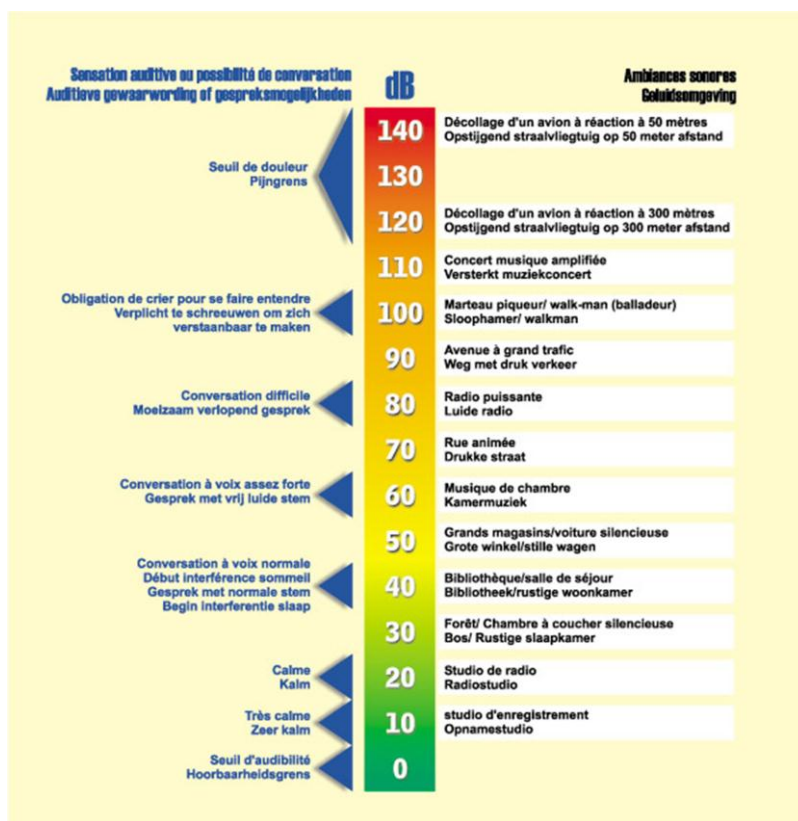 Sensation auditive ou possibilité de conversation
Auditieve gewaarwording of gespreksmogelijkheden
dB
Ambiances sonores
Geluidsomgeving
140
Décollage d'un avion à réaction à 50 mètres
Opstijgend straalvliegtuig op 50 meter afstand
Seuil de douleur
Pijngrens
130
120
Décollage d'un avion à réaction à 300 mètres
Opstijgend straalvliegtuig op 300 meter afstand
110
Concert musique amplifiée
Versterkt muziekconcert
Obligation de crier pour se faire entendre
Verplicht te schreeuwen om zich
verstaanbaar te maken
100
Marteau piqueur/ walk-man (balladeur)
Sloophamer/ walkman
90
Avenue à grand trafic
Weg met druk verkeer
Conversation difficile
Moelzaam verlopend gesprek
80
Radio puissante
Luide radio
70
Rue animée
Drukke straat
Conversation à voix assez forte
Gesprek met vrij luide stem
60
Musique de chambre
Kamermuziek
50
Grands magasins/voiture silencieuse
Grote winkel/stille wagen
Conversation à voix normale
Début interférence sommeil
Gesprek met normale stem
Begin interferentie slaap
40
Bibliothèque/salle de séjour
Bibliotheek/rustige woonkamer
30
Forêt/ Chambre à coucher silencieuse
Bos/ Rustige slaapkamer
Calme
Kalm
20
Studio de radio
Radiostudio
Très calme
Zeer kalm
10
studio d'enregistrement
Opnamestudio
Seuil d'audibilité
Hoorbaarheidsgrens
0